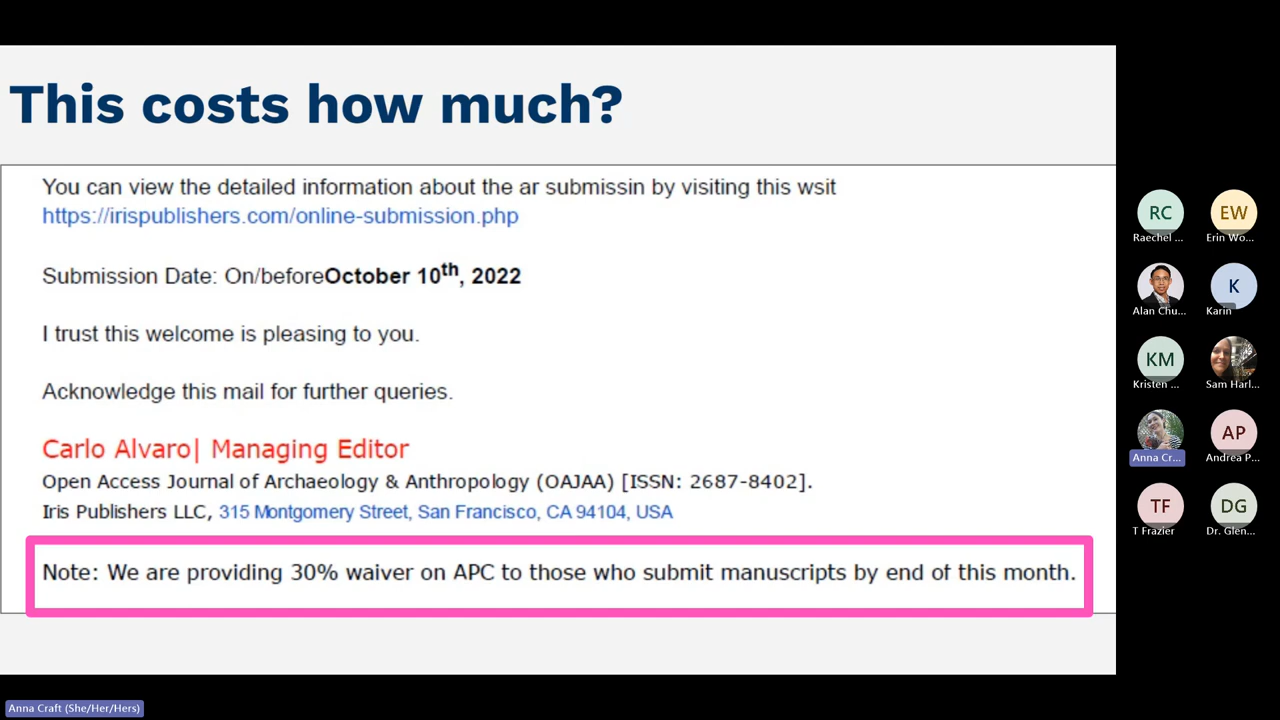 This costs how much?
You can view the detailed information about the ar submissin by visiting this wsit
https://irispublishers.com/online-submission.php
Submission Date: On/beforeOctober 10th, 2022
I trust this welcome is pleasing to you.
Acknowledge this mail for further queries.
Carlo Alvaro| Managing Editor
Open Access Journal of Archaeology & Anthropology (OAJAA) [ISSN: 2687-8402].
Iris Publishers LLC, 315 Montgomery Street, San Francisco, CA 94104, USA
Note: We are providing 30% waiver on APC to those who submit manuscripts by end of this month.
RC
EW
Raechel ...
Erin Wo...
K
Alan Chu...
Karin
KM
Kristen ...
Sam Harl...
AP
Anna Cr...
Andrea P...
TF
DG
T Frazier
Dr. Glen...
Anna Craft (She/Her/Hers)